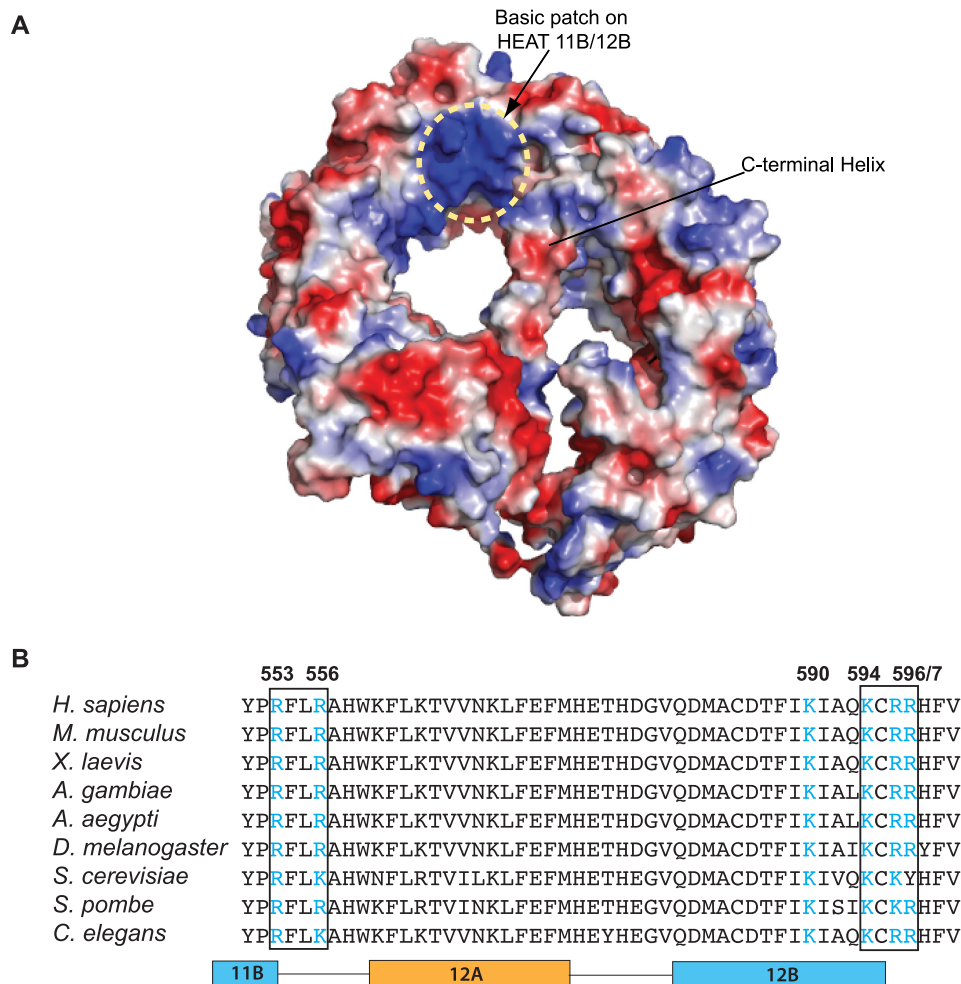 A
Basic patch on
HEAT 11B/12B
C-terminal Helix
B
553 556 590 594 596/7
H. sapiens YPRFLRAHWKFLKTVVNKLFEFMHETHDGVQDMACDTFIKIAQKCRRHFV
M. musculus YPRFLRAHWKFLKTVVNKLFEFMHETHDGVQDMACDTFIKIAQKCRRHFV
X. laevis YPRFLRAHWKFLKTVVNKLFEFMHETHDGVQDMACDTFIKIAQKCRRHFV
A. gambiae YPRFLRAHWKFLKTVVNKLFEFMHETHDGVQDMACDTFIKIALKCRRHFV
A. aegypti YPRFLRAHWKFLKTVVNKLFEFMHETHDGVQDMACDTFIKIALKCRRHFV
D. melanogaster YPRFLRAHWKFLKTVVNKLFEFMHETHDGVQDMACDTFIKIAIKCRRYFV
S. cerevisiae YPRFLKAHWNFLRTVILKLFEFMHETHEGVQDMACDTFIKIVQKCKYHFV
S. pombe YPRFLRAHWKFLRTVINKLFEFMHETHEGVQDMACDTFIKISIKCKRHFV
C. elegans YPRFLKAHWKFLKTVVNKLFEFMHEYHEGVQDMACDTFIKIAQKCRRHFV
11B 12A 12B